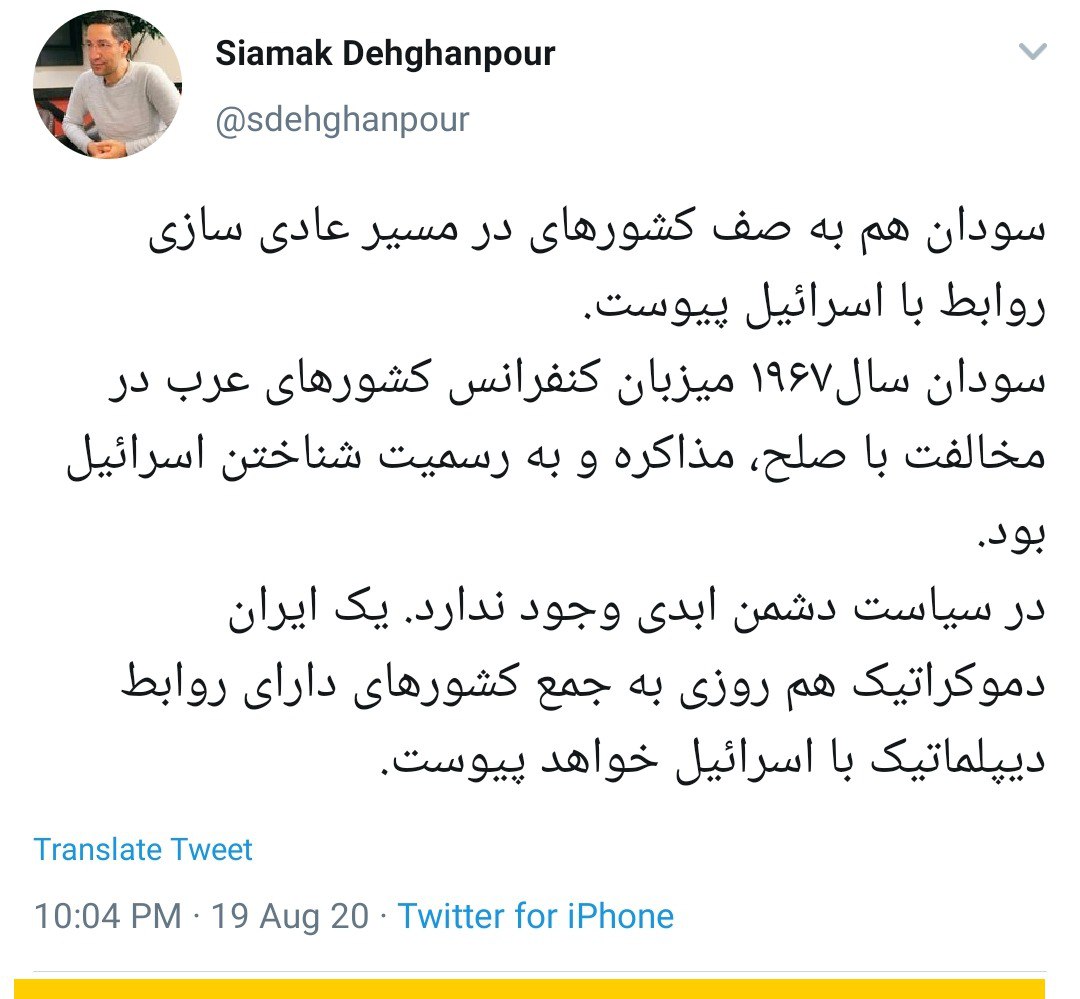 Siamak Dehghanpour
@sdehghanpour
سودان هم به صف کشورهای در مسیر عادی سازی
روابط با اسرائیل پیوست.
سودان سال۱۹۶۷ میزبان کنفرانس کشورهای عرب در
مخالفت با صلح، مذاکره و به رسمیت شناختن اسرائیل
بود.
در سیاست دشمن ابدی وجود ندارد. یک ایران
دموکراتیک هم روزی به جمع کشورهای دارای روابط
دیپلماتیک با اسرائیل خواهد پیوست.
Translate Tweet
10:04 PM · 19 Aug 20 · Twitter for iPhone